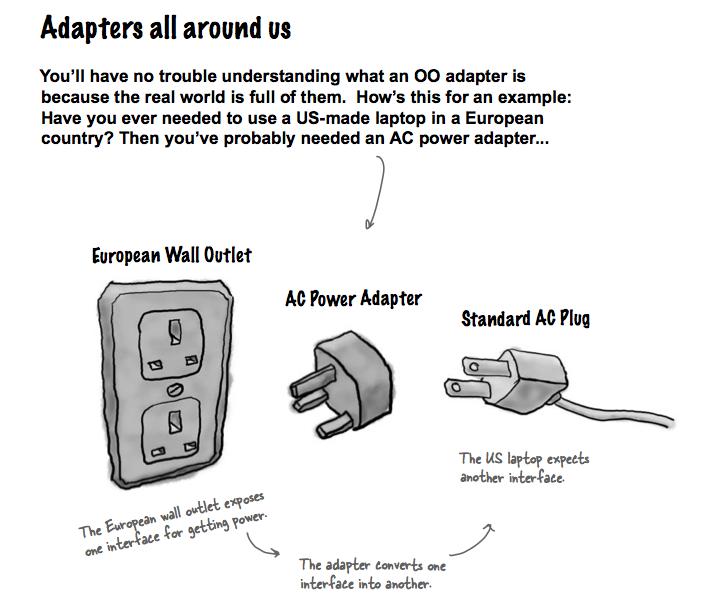 Adapters all around us
You'll have no trouble understanding what an OO adapter is
because the real world is full of them.  How's this for an example:
Have you ever needed to use a US-made laptop in a European
country? Then you've probably needed an AC power adapter...
European Wall Outlet
AC Power Adapter
Standard AC Plug
The US laptop expects
another interface.
The European wall outlet exposes
one interface for getting power.
The adapter converts one
interface into another.